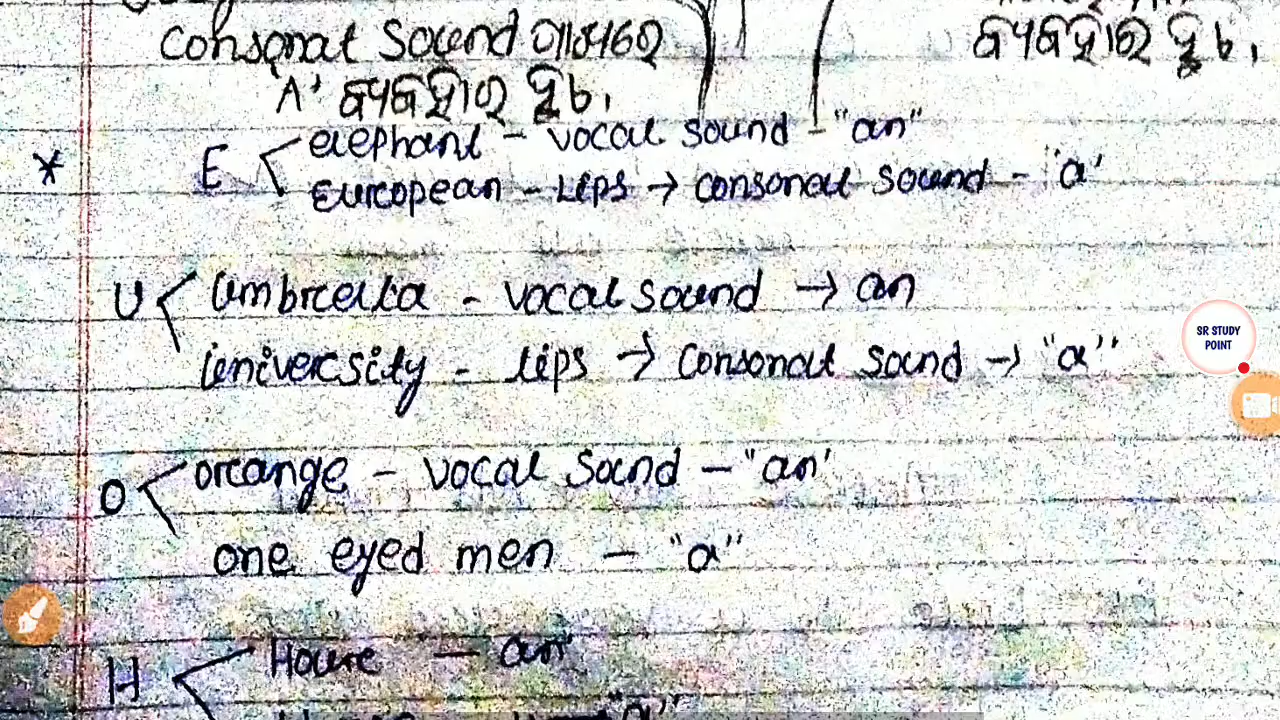 Consonat Sound ମାଧ୍ୟମରେ
'A' ବ୍ୟବହାର ହୁଏ।
ବ୍ୟବହାର ହୁଏ।
* E elephant - vocal sound - "an"
European - Lips → consonat sound - "a'
U umbrella - vocal sound → an
university - lips → consonat sound → "a"
SR STUDY
POINT
O orange - vocal sound - "an'
one eyed men - "a"
H Houre - an"
"a"